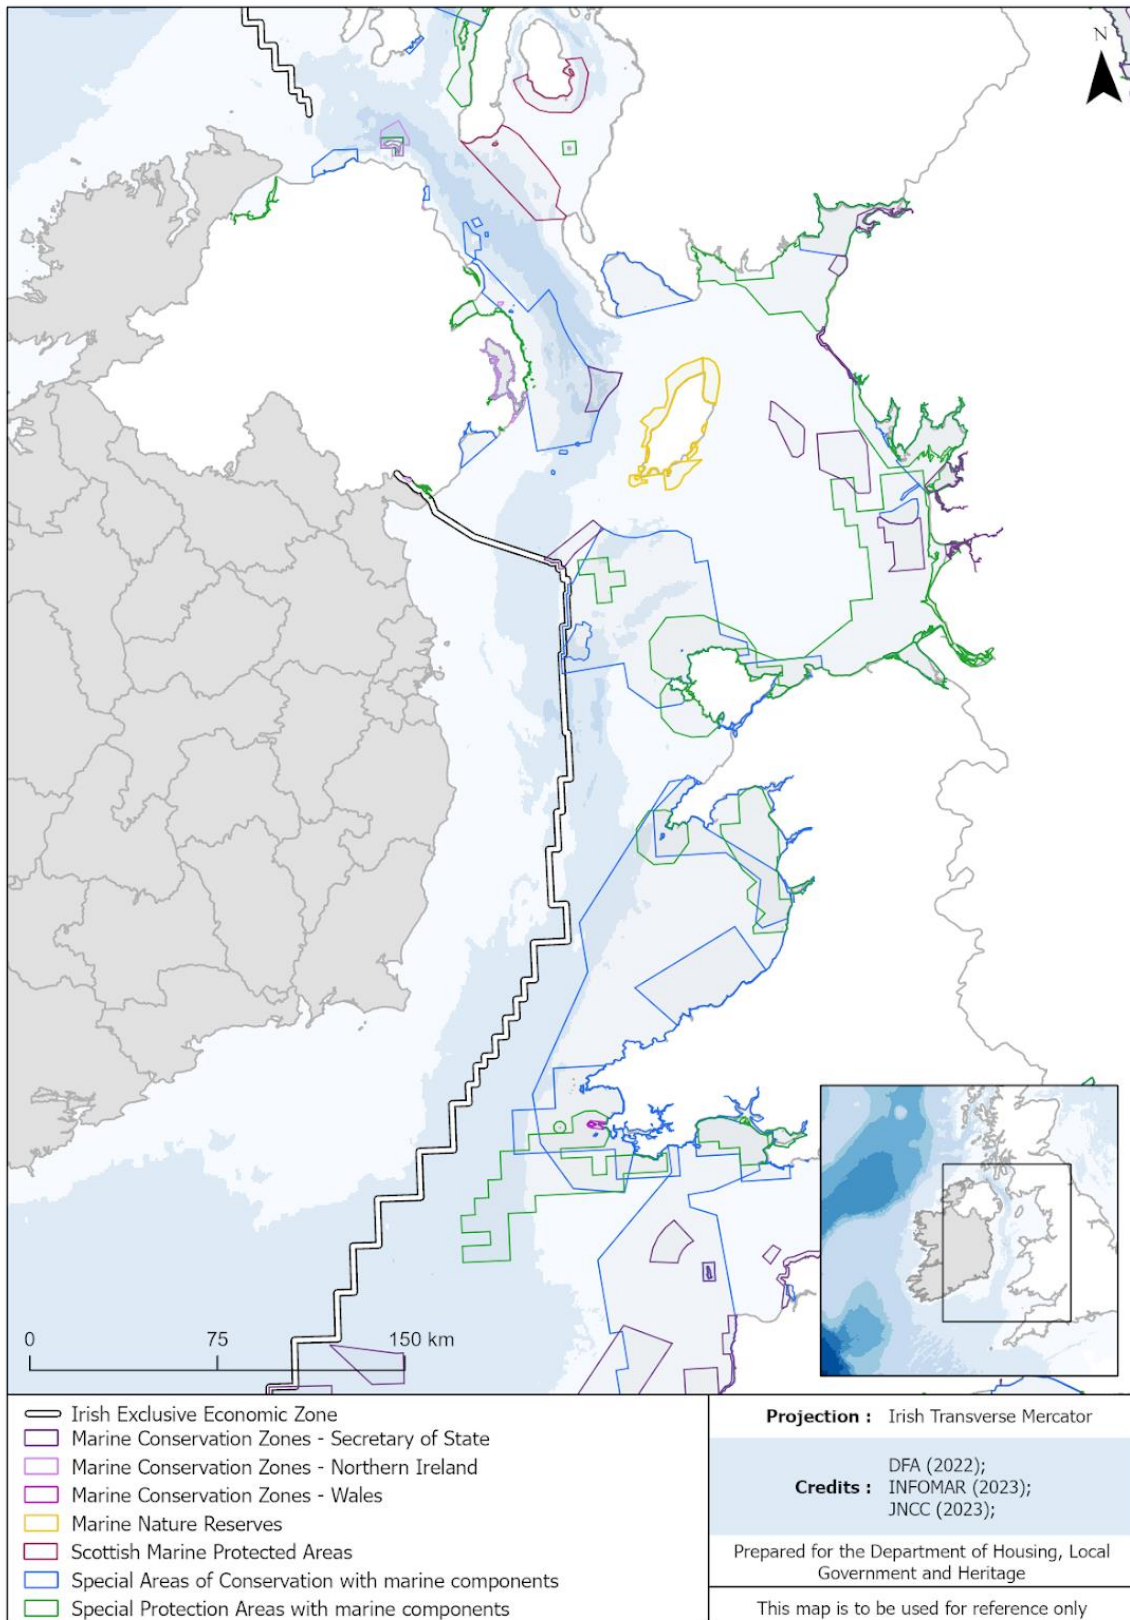 N
0 75 150 km
Irish Exclusive Economic Zone
Marine Conservation Zones - Secretary of State
Marine Conservation Zones - Northern Ireland
Marine Conservation Zones - Wales
Marine Nature Reserves
Scottish Marine Protected Areas
Special Areas of Conservation with marine components
Special Protection Areas with marine components
Projection : Irish Transverse Mercator
Credits :
DFA (2022);
INFOMAR (2023);
JNCC (2023);
Prepared for the Department of Housing, Local
Government and Heritage
This map is to be used for reference only